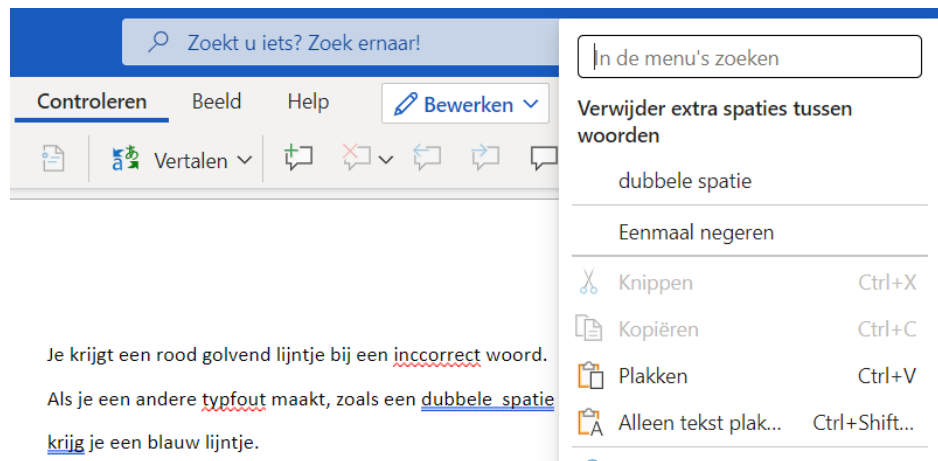 Zoekt u iets? Zoek ernaar!
Controleren Beeld Help Bewerken
Vertalen
In de menu's zoeken
Verwijder extra spaties tussen
woorden
dubbele spatie
Eenmaal negeren
Knippen Ctrl+X
Kopiëren Ctrl+C
Plakken Ctrl+V
Alleen tekst plak... Ctrl+Shift...
Je krijgt een rood golvend lijntje bij een inccorrect woord.
Als je een andere typfout maakt, zoals een dubbele  spatie
krijg je een blauw lijntje.